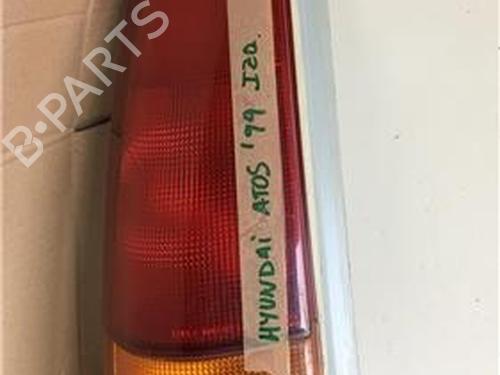 B-PARTS
HYUNDAI ATOS '99 IZQ.